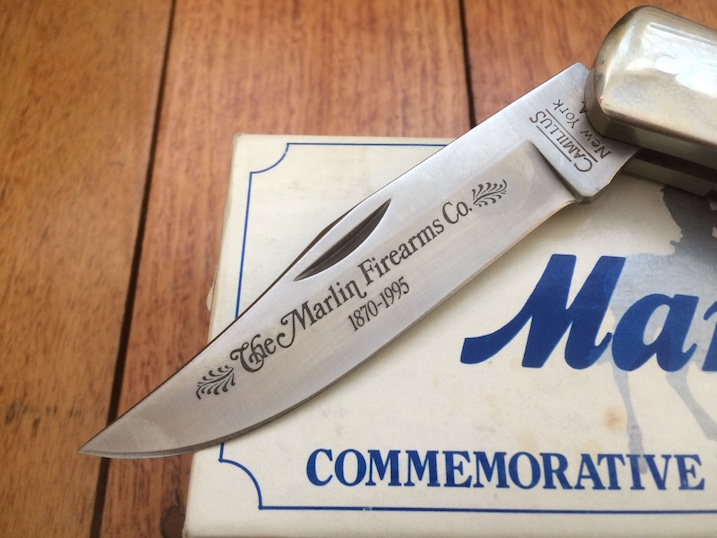 CAMILLUS
New York
The Marlin Firearms Co.
1870-1995
Mar
COMMEMORATIVE